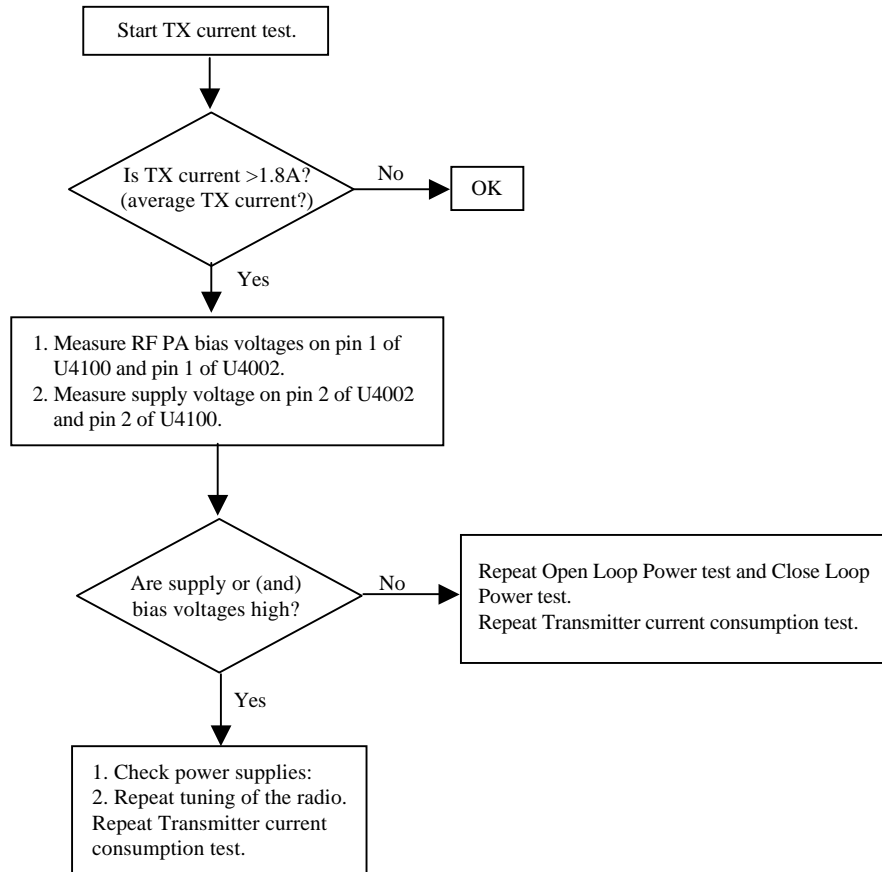 Start TX current test.
Is TX current >1.8A?
(average TX current?)
No
OK
Yes
1. Measure RF PA bias voltages on pin 1 of
U4100 and pin 1 of U4002.
2. Measure supply voltage on pin 2 of U4002
and pin 2 of U4100.
Are supply or (and)
bias voltages high?
No
Repeat Open Loop Power test and Close Loop
Power test.
Repeat Transmitter current consumption test.
Yes
1. Check power supplies:
2. Repeat tuning of the radio.
Repeat Transmitter current
consumption test.